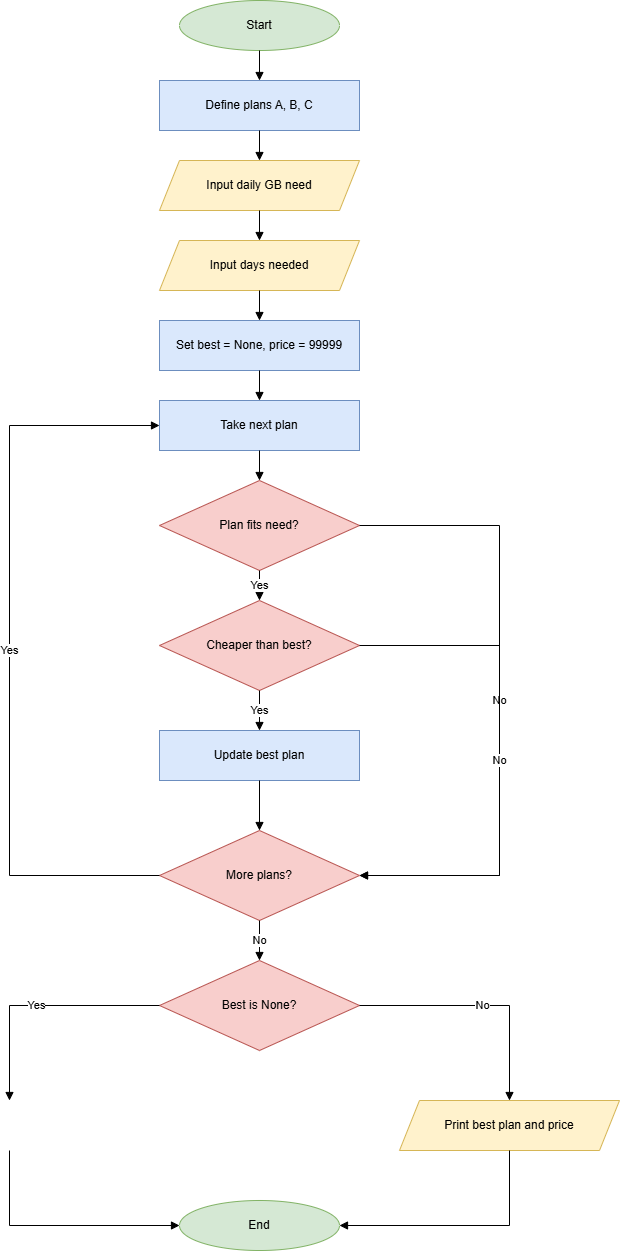 Start
Define plans A, B, C
Input daily GB need
Input days needed
Set best = None, price = 99999
Take next plan
Plan fits need?
Yes
Cheaper than best?
Yes
No
Yes
Update best plan
No
More plans?
No
Best is None?
Yes
No
Print best plan and price
End